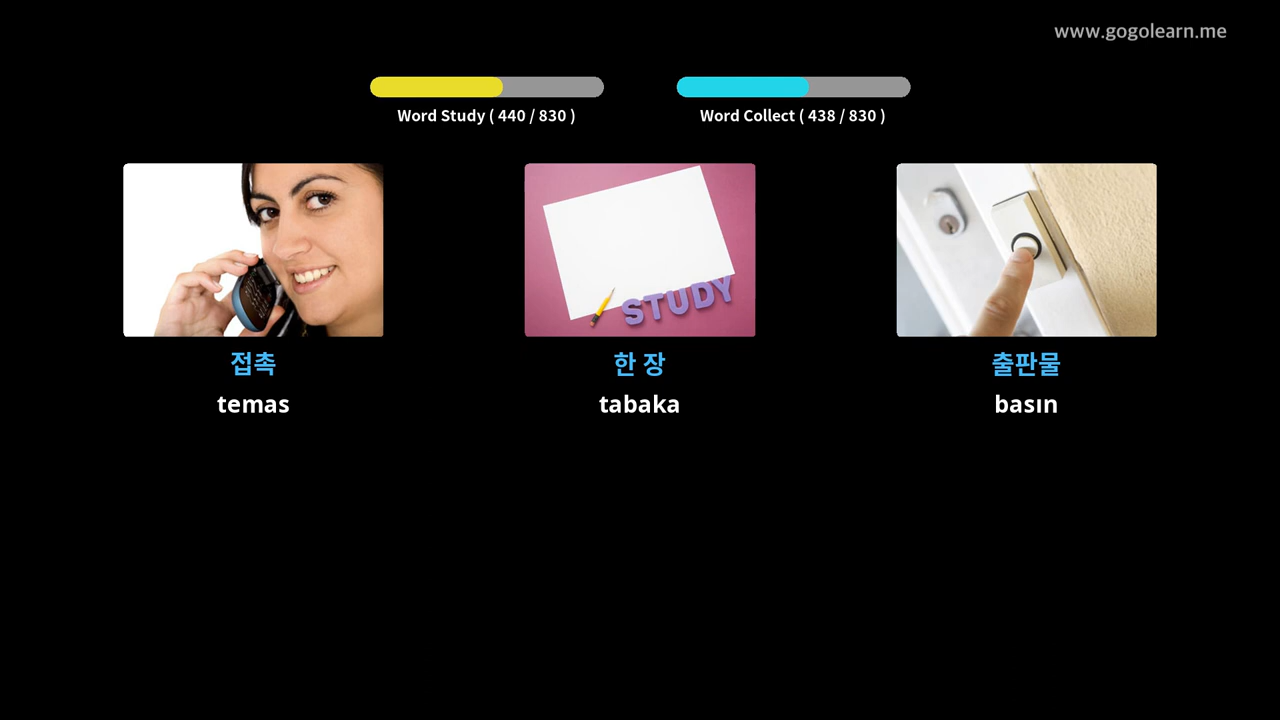 www.gogolearn.me
Word Study ( 440 / 830 )
Word Collect ( 438 / 830 )
STUDY
접촉
한 장
출판물
temas
tabaka
basın